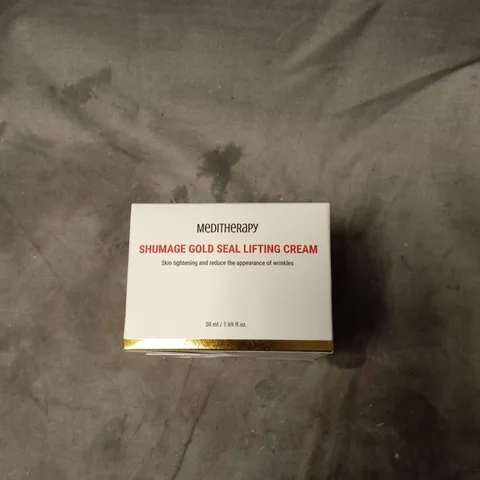 MEDITHERAPY
SHUMAGE GOLD SEAL LIFTING CREAM
Skin tightening and reduce the appearance of wrinkles
50 ml / 1.69 fl.oz.